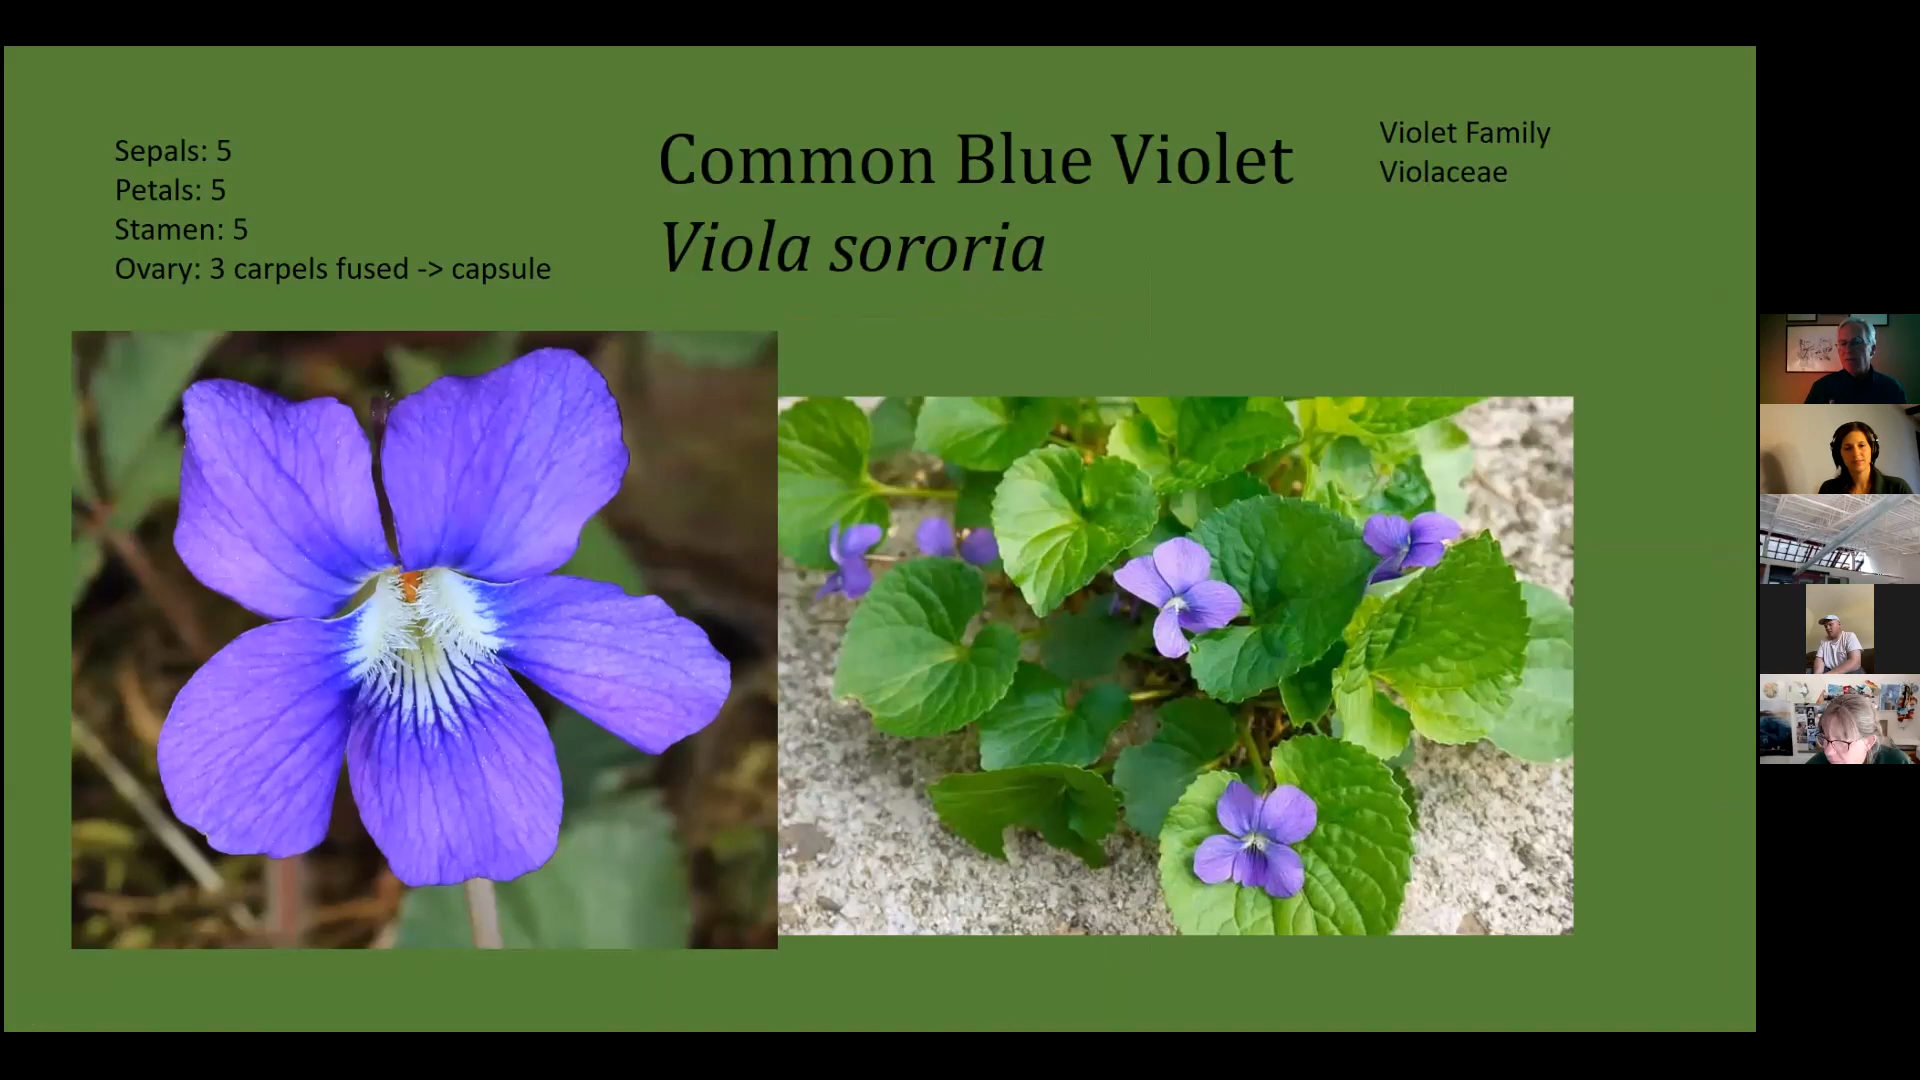 Sepals: 5
Petals: 5
Stamen: 5
Ovary: 3 carpels fused -> capsule
Common Blue Violet
Viola sororia
Violet Family
Violaceae